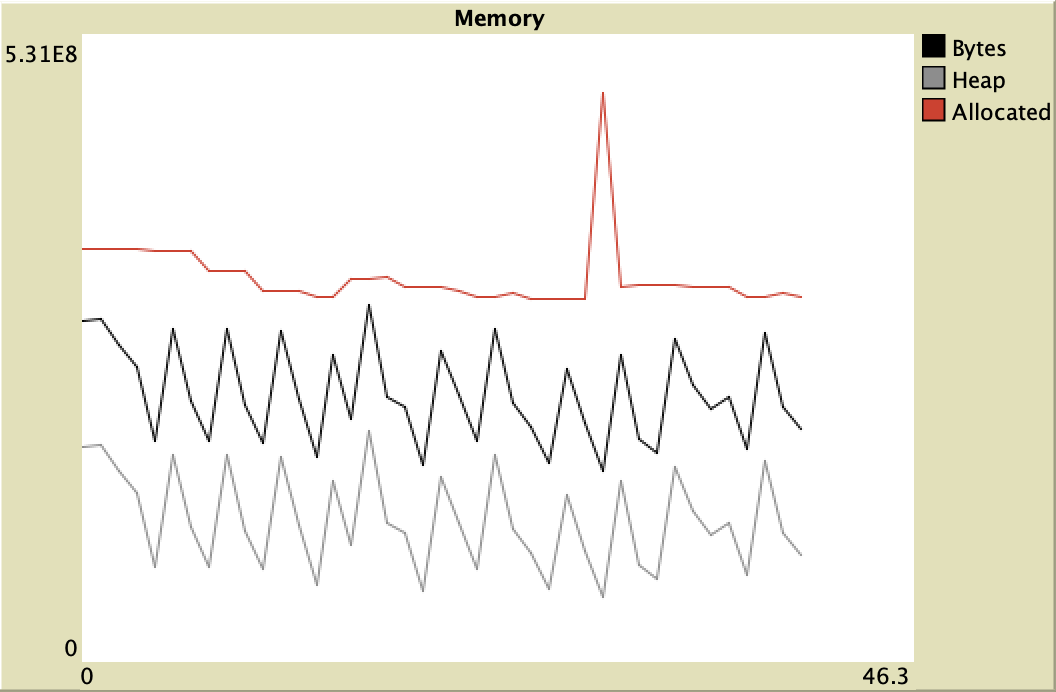 Memory
5.31E8
0
0
46.3
Bytes
Heap
Allocated